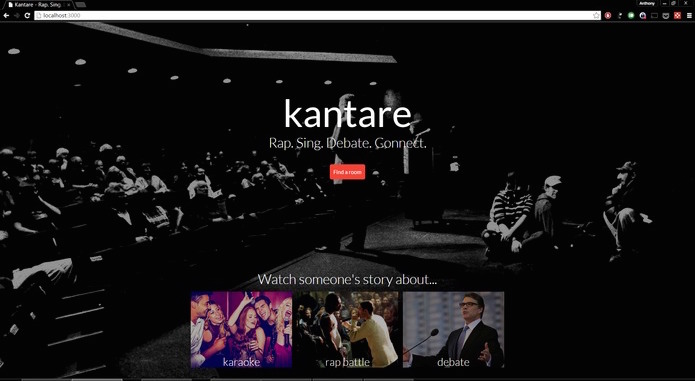 Kantare - Rap. Sing
Anthony
localhost:3000
kantare
Rap. Sing. Debate. Connect.
Find a room
Watch someone's story about...
karaoke
rap battle
debate